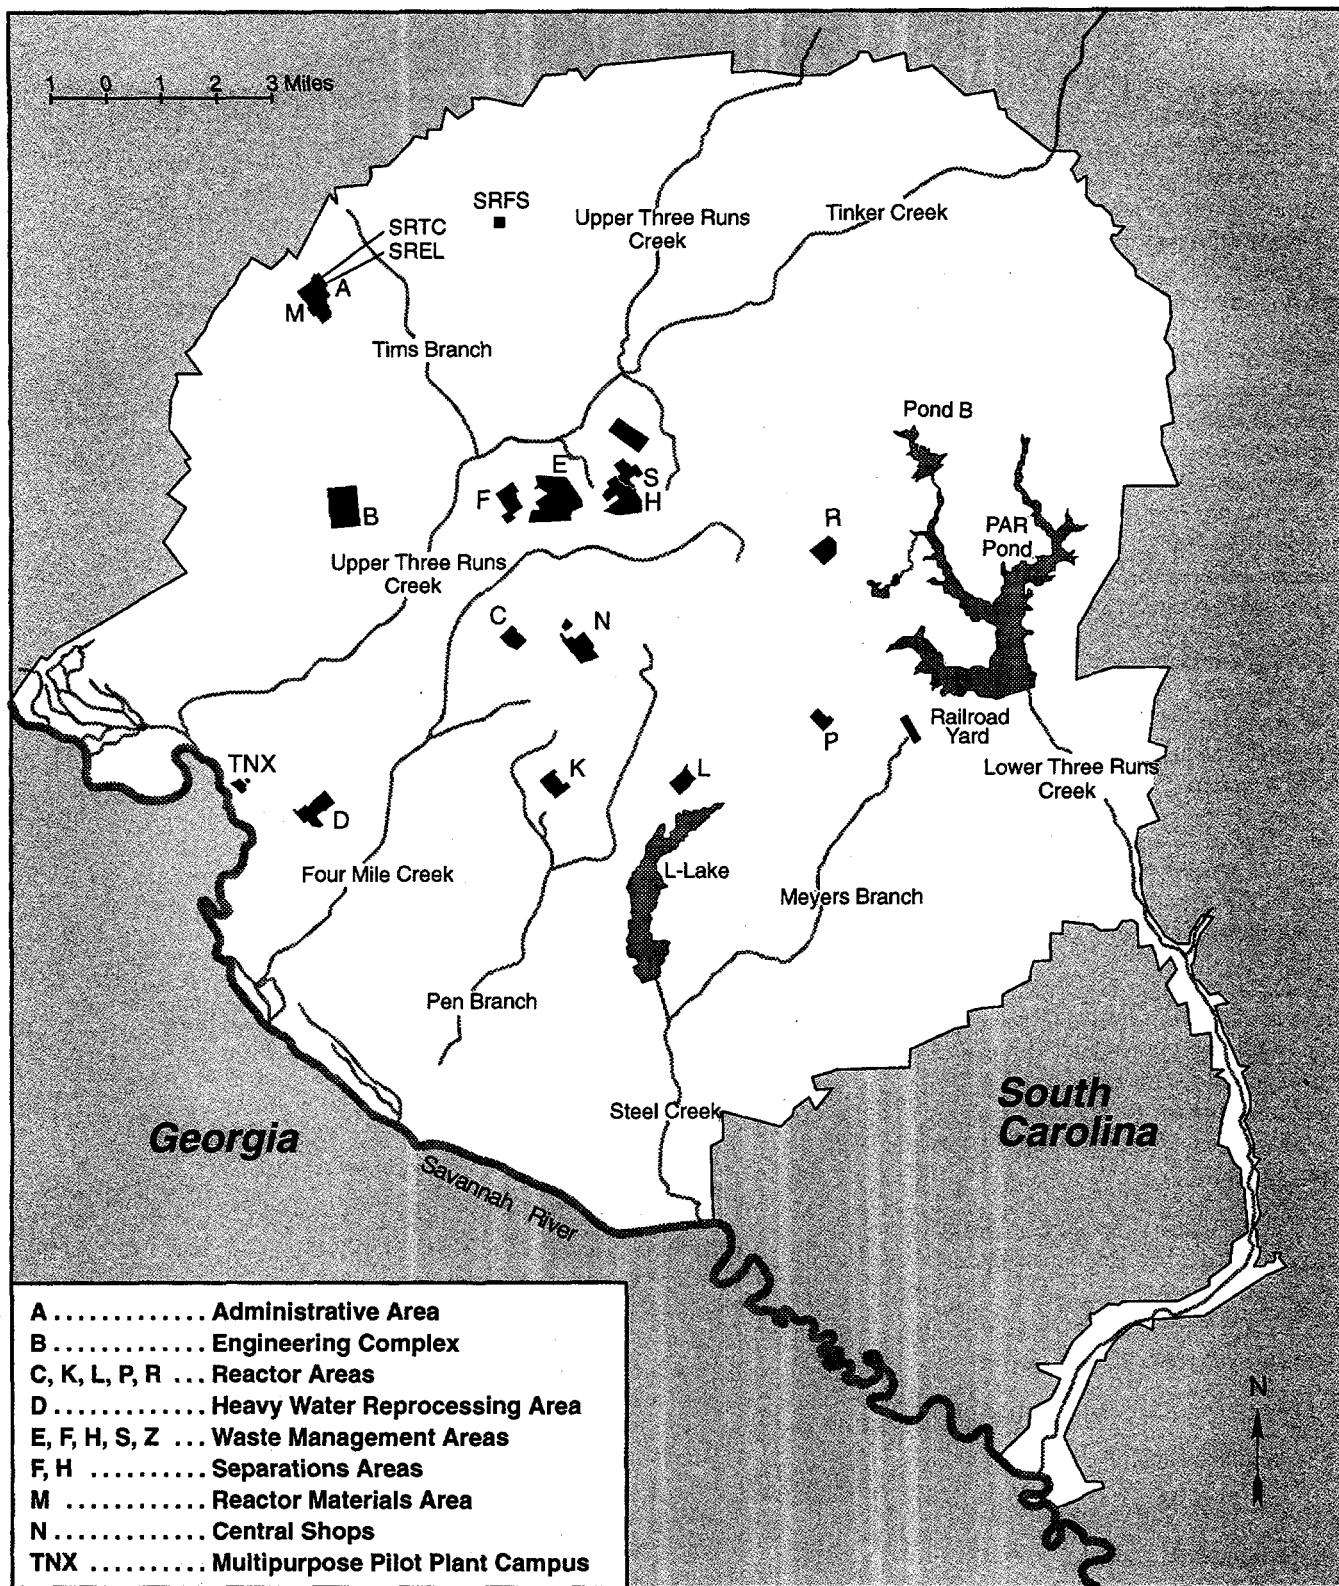 1 0 1 2 3 Miles
SRFS
SRTC
SREL
A
M
Upper Three Runs
Creek
Tinker Creek
Tims Branch
Pond B
E
S
F
H
B
R
PAR
Pond
Upper Three Runs
Creek
C
N
Railroad
Yard
P
TNX
K
L
Lower Three Runs
Creek
D
Four Mile Creek
L-Lake
Meyers Branch
Pen Branch
Steel Creek
South
Carolina
Georgia
Savannah River
N
A ............. Administrative Area
B ............. Engineering Complex
C, K, L, P, R ... Reactor Areas
D ............. Heavy Water Reprocessing Area
E, F, H, S, Z ... Waste Management Areas
F, H .......... Separations Areas
M ............ Reactor Materials Area
N ............. Central Shops
TNX .......... Multipurpose Pilot Plant Campus